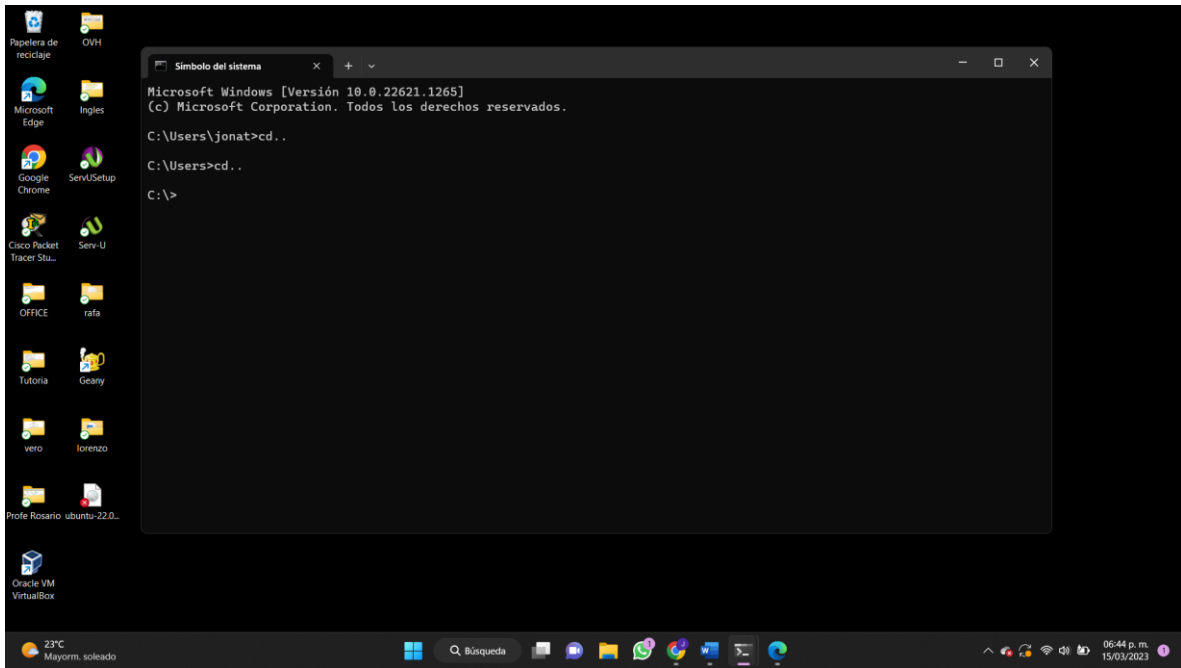 Papelera de
reciclaje
OVH
Microsoft
Edge
Ingles
Google
Chrome
ServUSetup
Cisco Packet
Tracer Stu...
Serv-U
OFFICE
rafa
Tutoria
Geany
vero
lorenzo
Profe Rosario
ubuntu-22.0...
Oracle VM
VirtualBox
Símbolo del sistema
Microsoft Windows [Versión 10.0.22621.1265]
(c) Microsoft Corporation. Todos los derechos reservados.
C:\Users\jonat>cd..
C:\Users>cd..
C:\>
23°C
Mayorm. soleado
Búsqueda
06:44 p. m.
15/03/2023
1